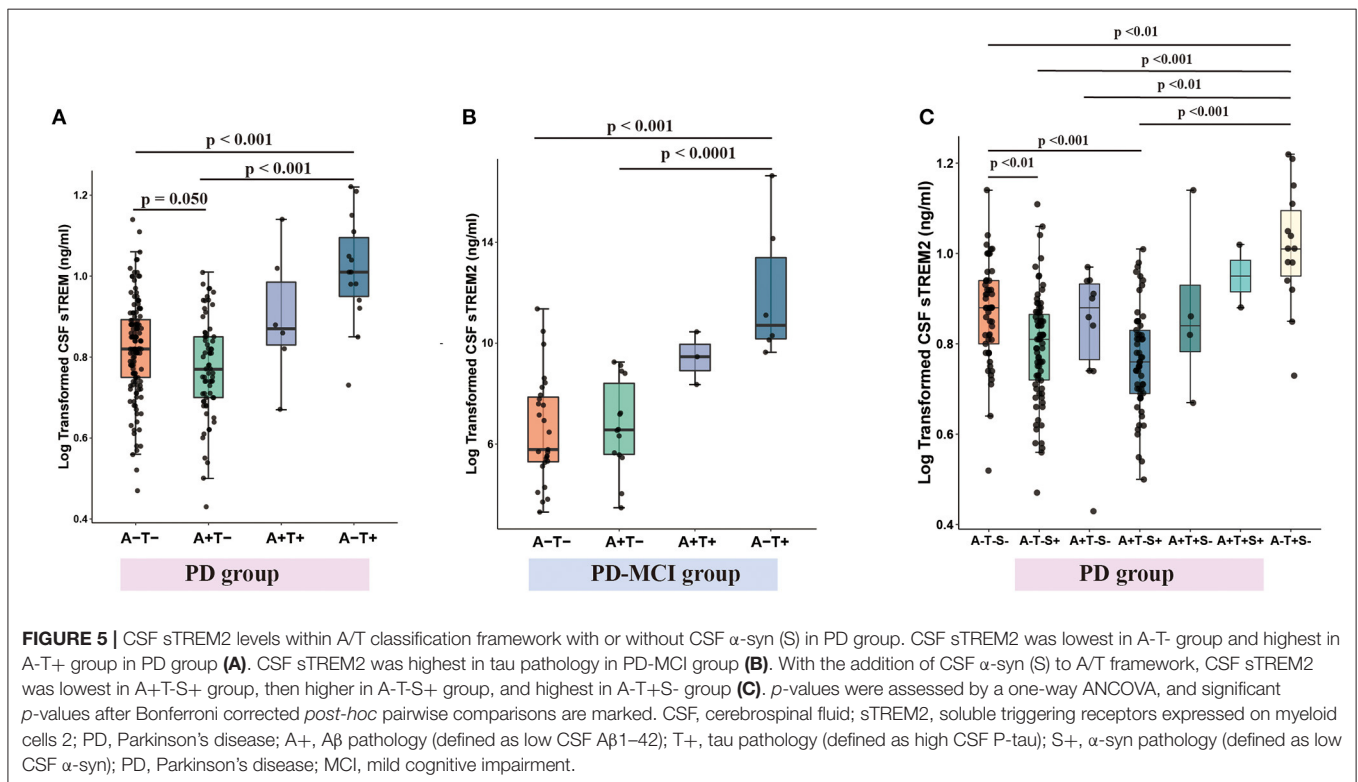 A
p < 0.001
p < 0.001
p = 0.050
Log Transformed CSF sTREM (ng/ml)
1.2
1.0
0.8
0.6
0.4
A−T− A+T− A+T+ A−T+
PD group
B
p < 0.001
p < 0.0001
Log Transformed CSF sTREM2 (ng/ml)
14
10
6
A−T− A+T− A+T+ A−T+
PD-MCI group
p <0.01
p <0.001
p <0.01
p <0.001
C
p <0.001
p <0.01
Log Transformed CSF sTREM2 (ng/ml)
1.2
1.0
0.8
0.6
0.4
A-T-S- A-T-S+ A+T-S- A+T-S+ A+T+S- A+T+S+ A-T+S-
PD group
FIGURE 5 | CSF sTREM2 levels within A/T classification framework with or without CSF α-syn (S) in PD group. CSF sTREM2 was lowest in A-T- group and highest in
A-T+ group in PD group (A). CSF sTREM2 was highest in tau pathology in PD-MCI group (B). With the addition of CSF α-syn (S) to A/T framework, CSF sTREM2
was lowest in A+T-S+ group, then higher in A-T-S+ group, and highest in A-T+S- group (C). p-values were assessed by a one-way ANCOVA, and significant
p-values after Bonferroni corrected post-hoc pairwise comparisons are marked. CSF, cerebrospinal fluid; sTREM2, soluble triggering receptors expressed on myeloid
cells 2; PD, Parkinson's disease; A+, Aβ pathology (defined as low CSF Aβ1–42); T+, tau pathology (defined as high CSF P-tau); S+, α-syn pathology (defined as low
CSF α-syn); PD, Parkinson's disease; MCI, mild cognitive impairment.